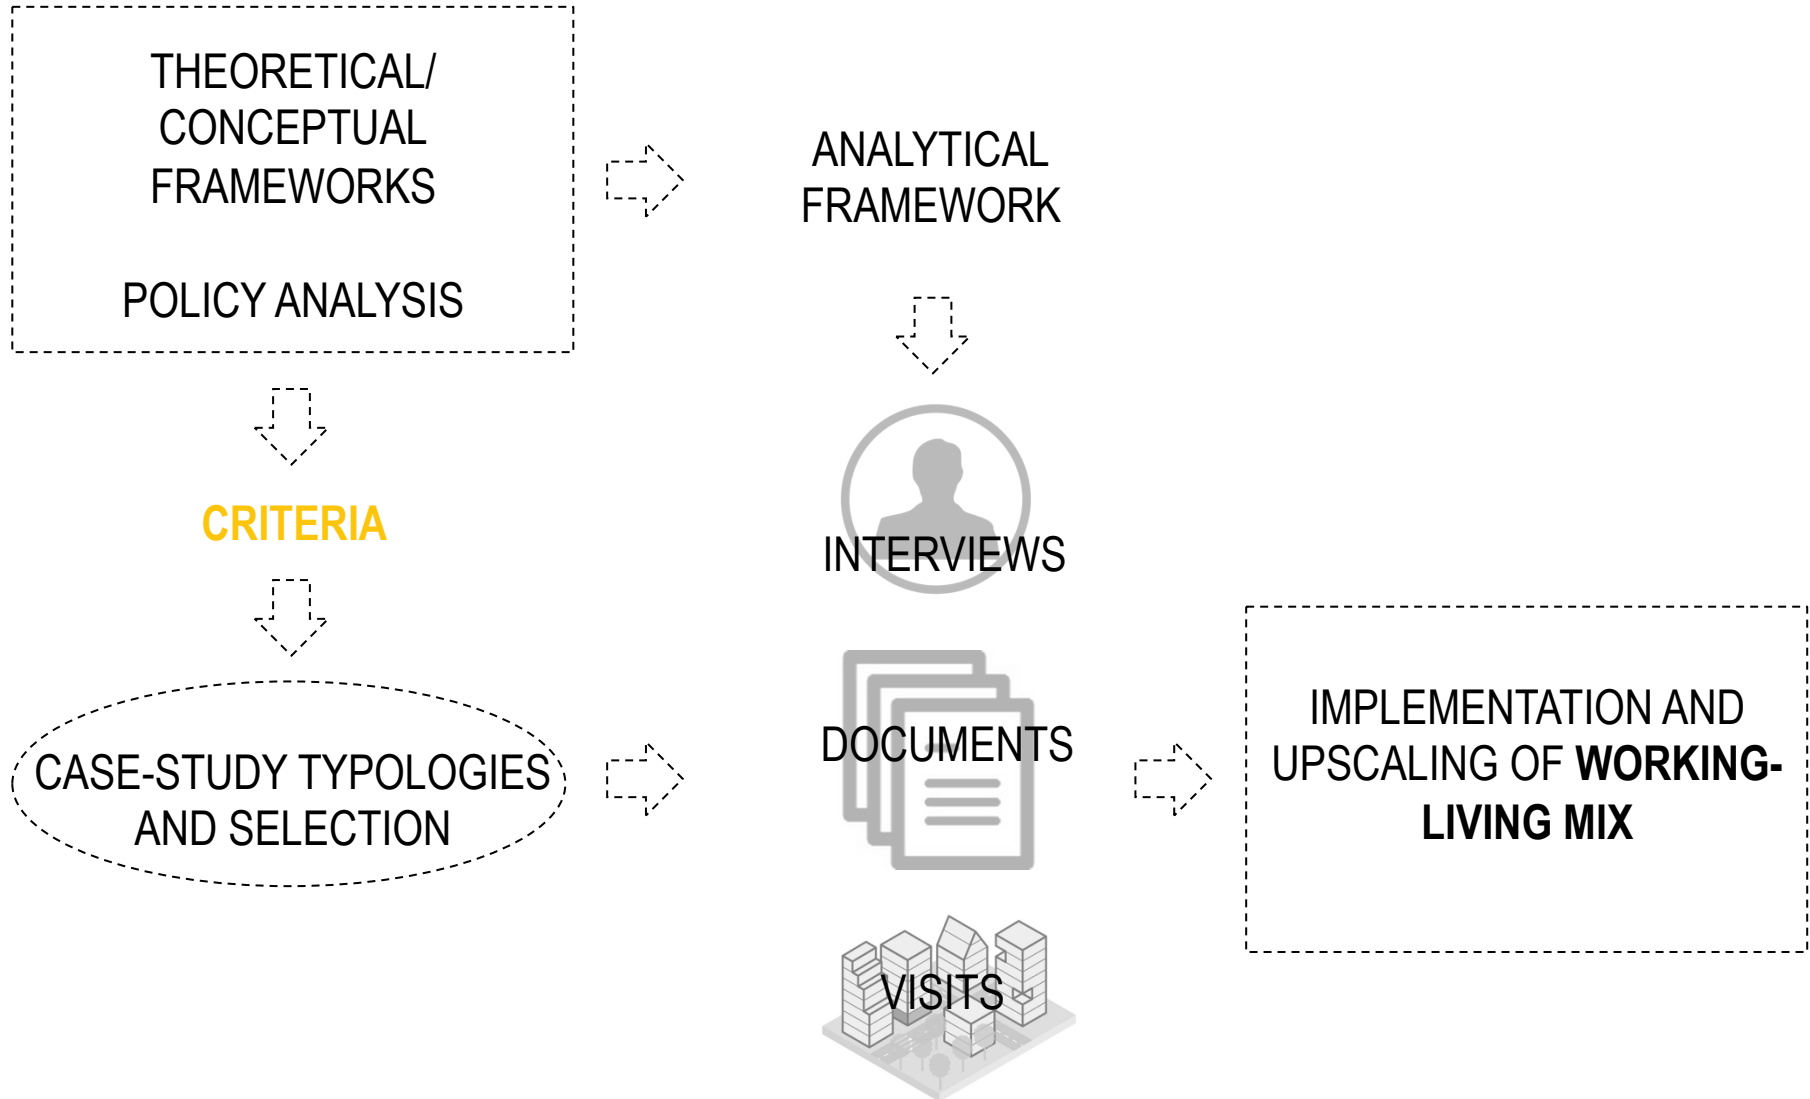 THEORETICAL/
CONCEPTUAL
FRAMEWORKS
POLICY ANALYSIS
ANALYTICAL
FRAMEWORK
CRITERIA
INTERVIEWS
CASE-STUDY TYPOLOGIES
AND SELECTION
DOCUMENTS
VISITS
IMPLEMENTATION AND
UPSCALING OF WORKING-
LIVING MIX